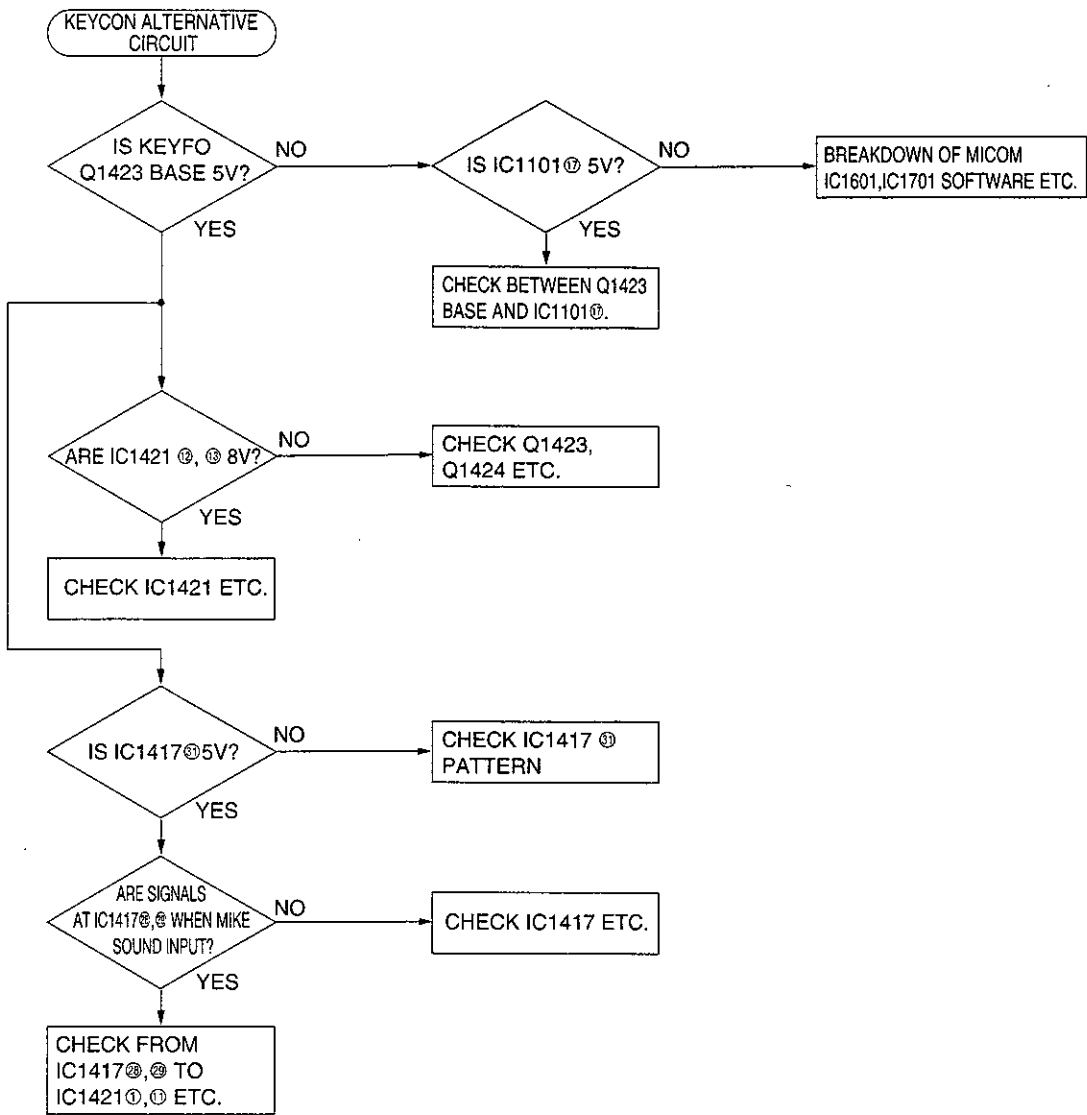 KEYCON ALTERNATIVE
CIRCUIT
IS KEYFO
Q1423 BASE 5V?
NO
YES
IS IC1101⑰ 5V?
NO
YES
BREAKDOWN OF MICOM
IC1601,IC1701 SOFTWARE ETC.
CHECK BETWEEN Q1423
BASE AND IC1101⑰.
ARE IC1421 ⑫, ⑬ 8V?
NO
YES
CHECK Q1423,
Q1424 ETC.
CHECK IC1421 ETC.
IS IC1417㉛5V?
NO
YES
CHECK IC1417 ㉛
PATTERN
ARE SIGNALS
AT IC1417 WHEN MIKE
SOUND INPUT?
NO
YES
CHECK IC1417 ETC.
CHECK FROM
IC1417㉘,㉙ TO
IC1421①,⑪ ETC.